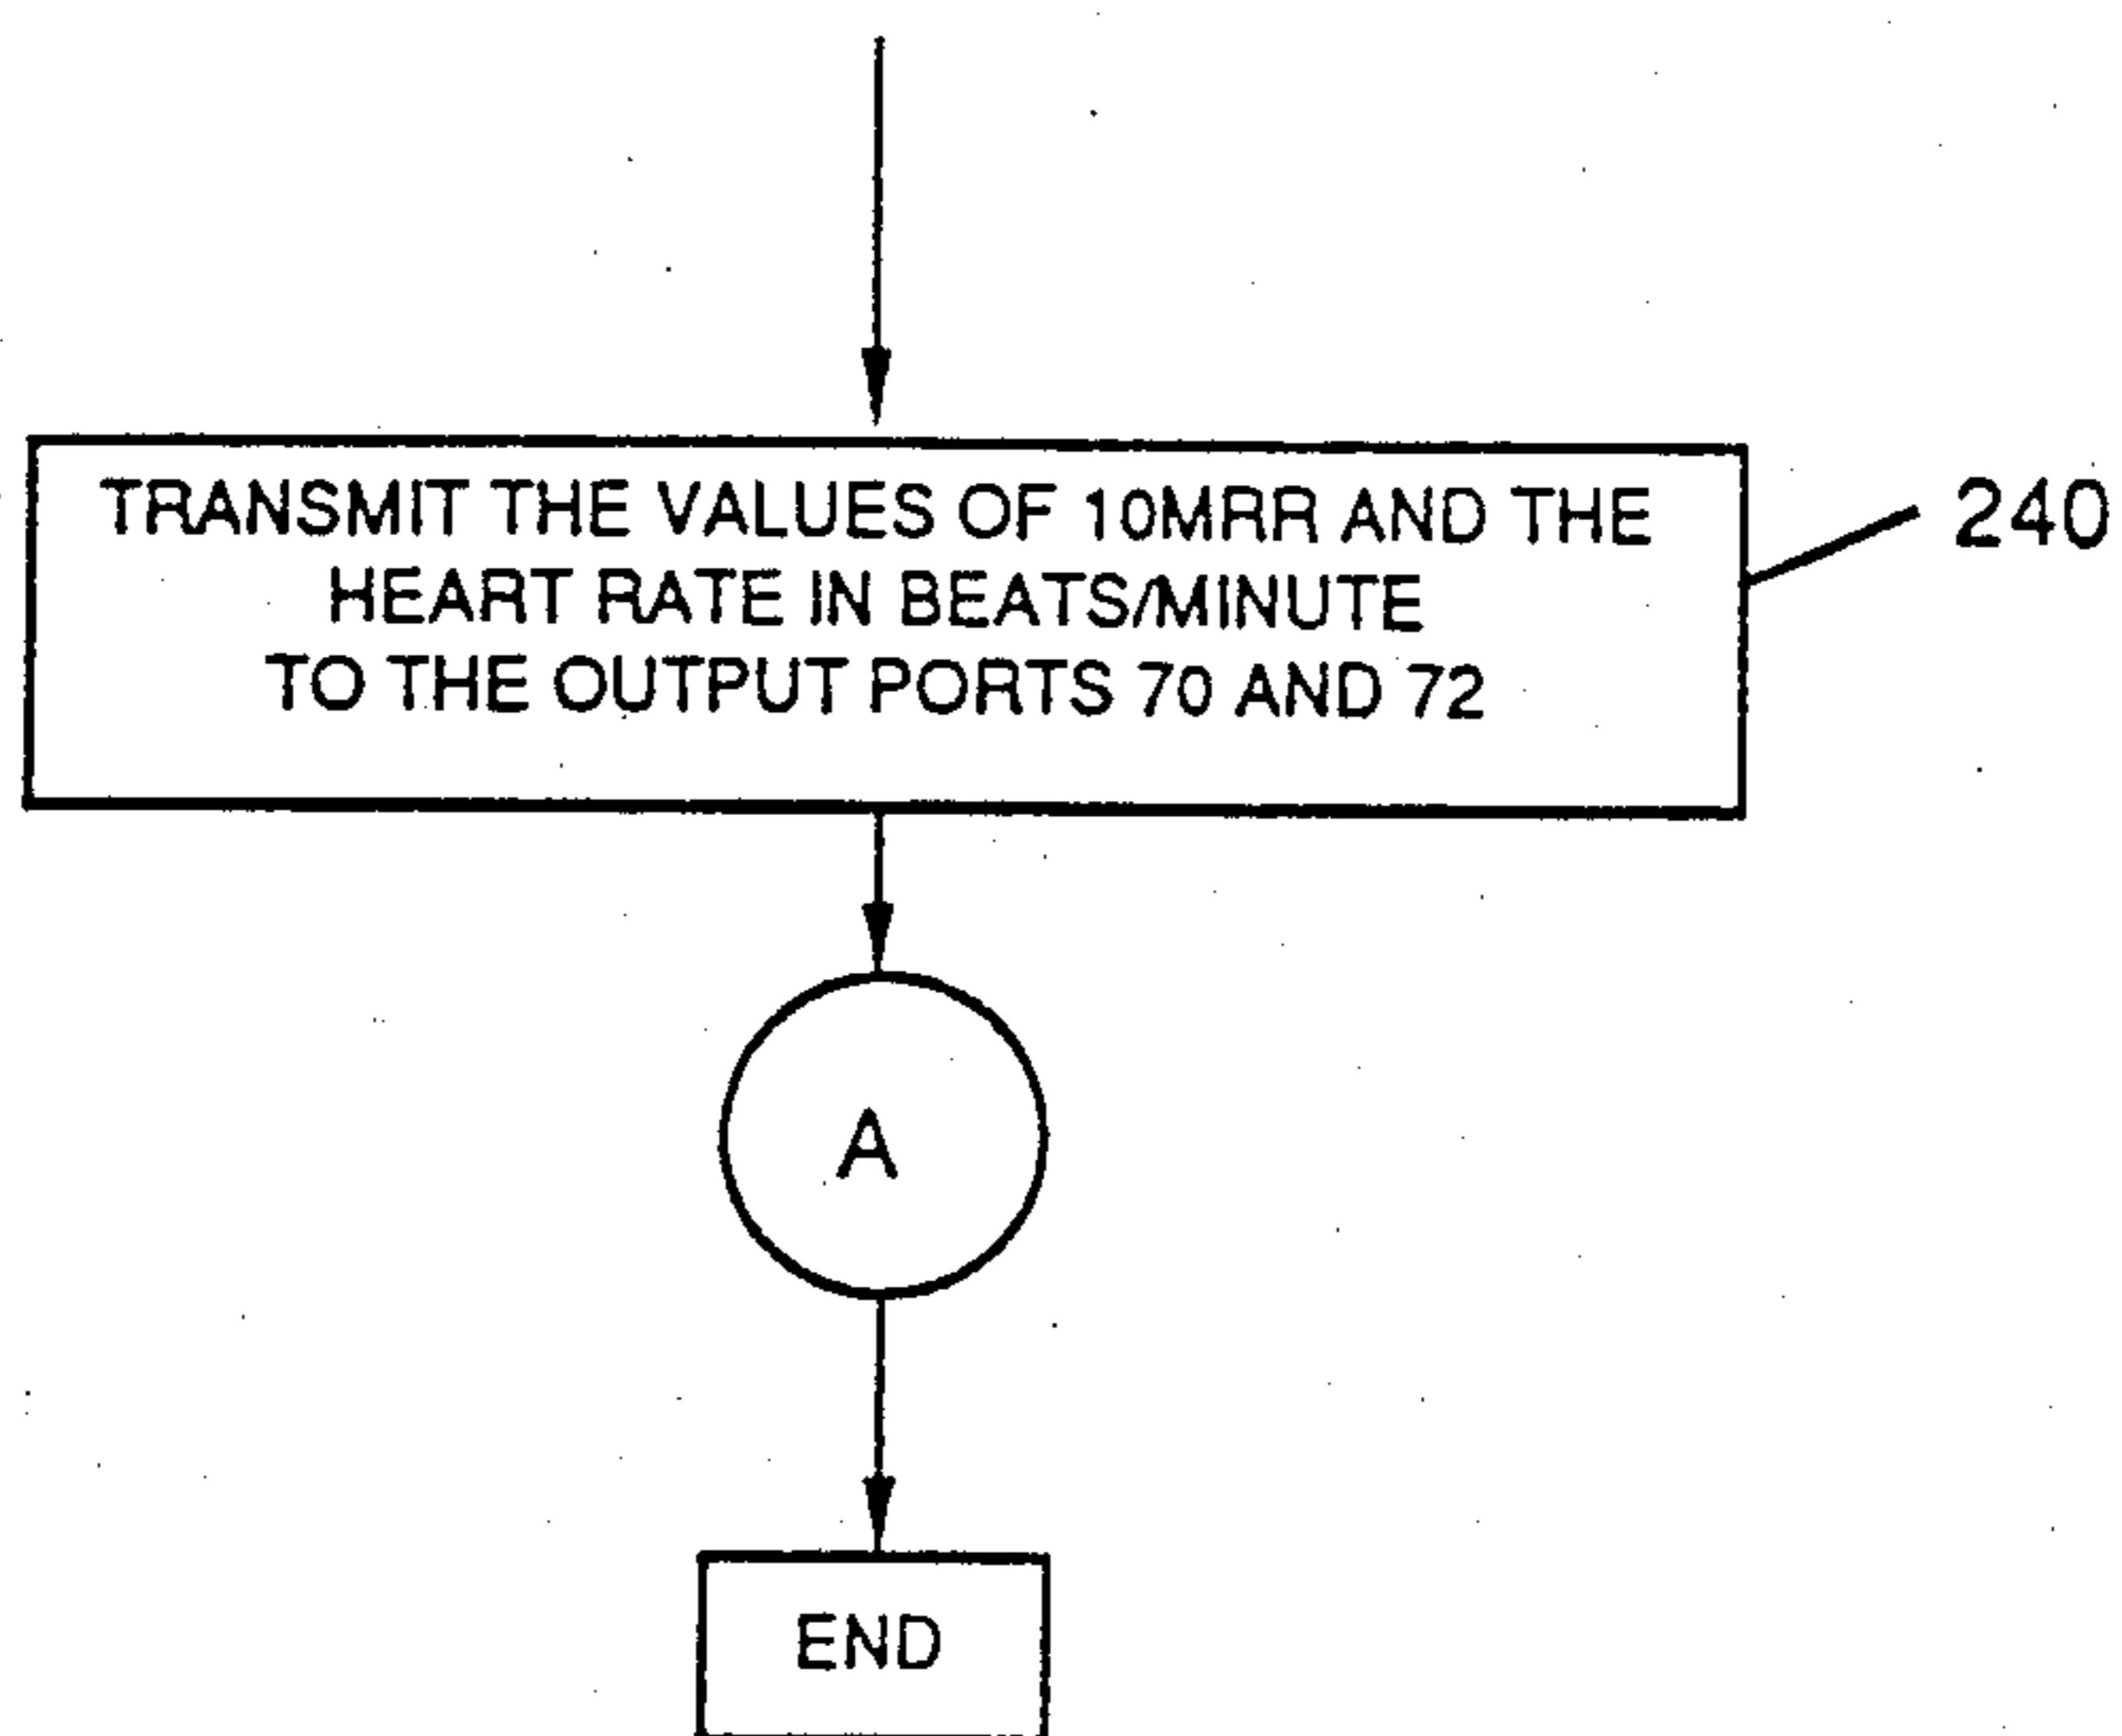 TRANSMIT THE VALUES OF 10MRR AND THE
HEART RATE IN BEATS/MINUTE
TO THE OUTPUT PORTS 70 AND 72
240
A
END